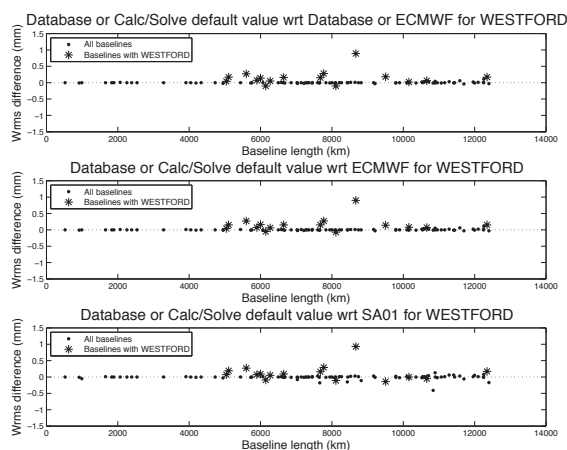 Database or Calc/Solve default value wrt Database or ECMWF for WESTFORD
Wrms difference (mm)
1.5
1
0.5
0
-0.5
-1
-1.5
All baselines
Baselines with WESTFORD
0 2000 4000 6000 8000 10000 12000 14000
Baseline length (km)
Database or Calc/Solve default value wrt ECMWF for WESTFORD
Wrms difference (mm)
1.5
1
0.5
0
-0.5
-1
-1.5
All baselines
Baselines with WESTFORD
0 2000 4000 6000 8000 10000 12000 14000
Baseline length (km)
Database or Calc/Solve default value wrt SA01 for WESTFORD
Wrms difference (mm)
1.5
1
0.5
0
-0.5
-1
-1.5
All baselines
Baselines with WESTFORD
0 2000 4000 6000 8000 10000 12000 14000
Baseline length (km)